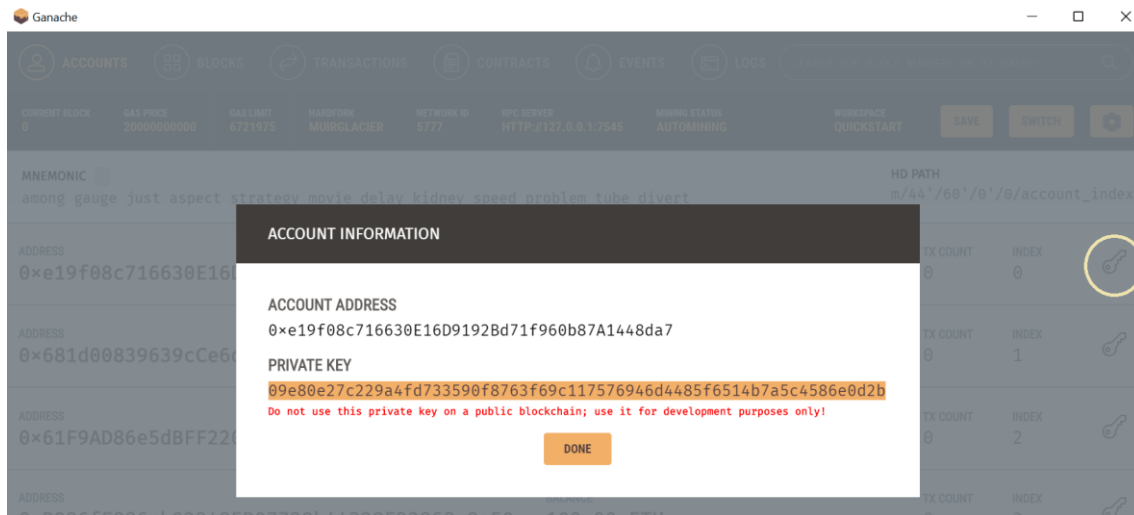 Ganache
ACCOUNTS BLOCKS TRANSACTIONS CONTRACTS EVENTS LOGS
CURRENT BLOCK GAS PRICE GAS LIMIT HARDFORK NETWORK ID RPC SERVER MINING STATUS WORKSPACE
0 20000000000 6721975 MUIRGLACIER 5777 HTTP://127.0.0.1:7545 AUTOMINING QUICKSTART SAVE SWITCH
MNEMONIC HD PATH
among gauge just aspect strategy movie delay kidney speed problem tube divert m/44'/60'/0'/0/account_index
ACCOUNT INFORMATION
ADDRESS TX COUNT INDEX
0×e19f08c716630E16D 0 0
ACCOUNT ADDRESS
0×e19f08c716630E16D9192Bd71f960b87A1448da7
ADDRESS TX COUNT INDEX
0×681d00839639cCe6 0 1
PRIVATE KEY
09e80e27c229a4fd733590f8763f69c117576946d4485f6514b7a5c4586e0d2b
Do not use this private key on a public blockchain; use it for development purposes only!
ADDRESS TX COUNT INDEX
0×61F9AD86e5dBFF220 0 2
DONE
ADDRESS BALANCE TX COUNT INDEX